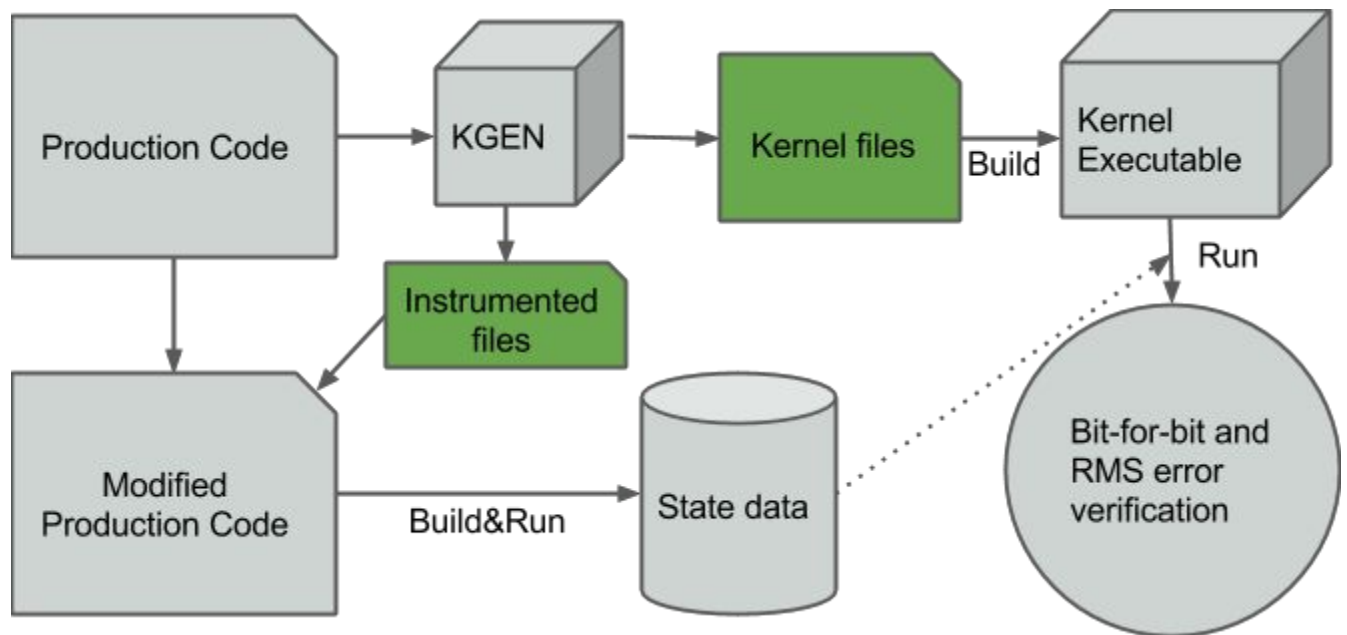 Production Code
KGEN
Kernel files
Build
Kernel
Executable
Run
Instrumented
files
Modified
Production Code
Build&Run
State data
Bit-for-bit and
RMS error
verification